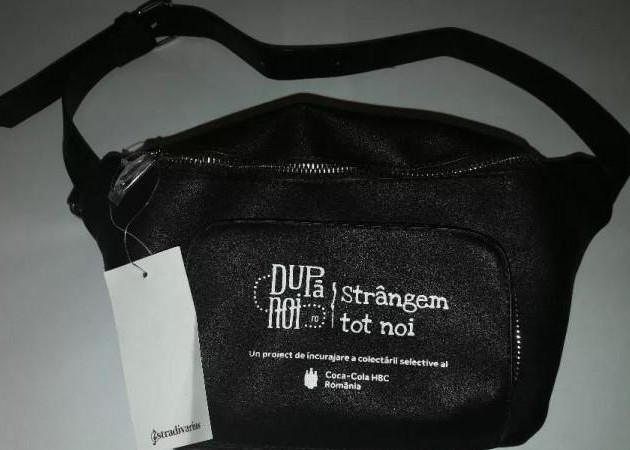 DUPă
noi
.ro
Strângem
tot noi
Un proiect de încurajare a colectării selective al
Coca-Cola HBC
România
stradivarius